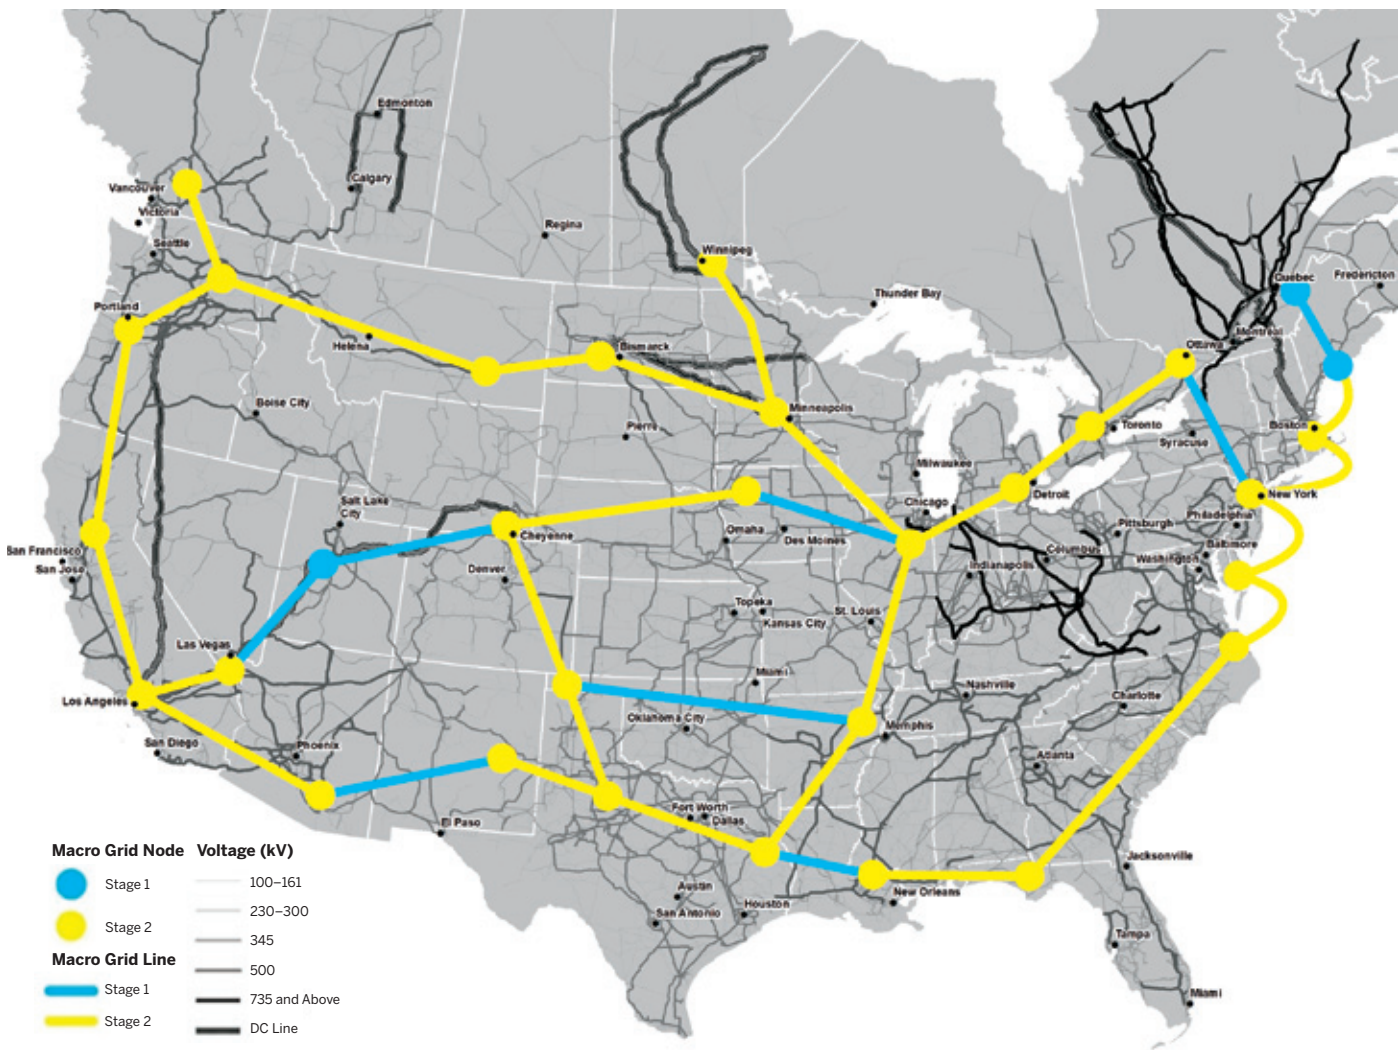 Edmonton
Calgary
Vancouver
Victoria
Seattle
Regina
Winnipeg
Thunder Bay
Quebec
Fredericton
Portland
Helena
Bismarck
Montreal
Ottawa
Boise City
Pierre
Minneapolis
Toronto
Syracuse
Boston
Milwaukee
Detroit
New York
Salt Lake
City
Chicago
Philadelphia
Omaha
Des Moines
Pittsburgh
Cheyenne
San Francisco
San Jose
Denver
Columbus
Baltimore
Washington
Indianapolis
Topeka
Kansas City
St. Louis
Las Vegas
Miami
Nashville
Los Angeles
Charlotte
Oklahoma City
Memphis
San Diego
Phoenix
Atlanta
El Paso
Fort Worth
Dallas
Jacksonville
Austin
San Antonio
Houston
New Orleans
Tampa
Miami
Macro Grid Node
Stage 1
Stage 2
Macro Grid Line
Stage 1
Stage 2
Voltage (kV)
100–161
230–300
345
500
735 and Above
DC Line